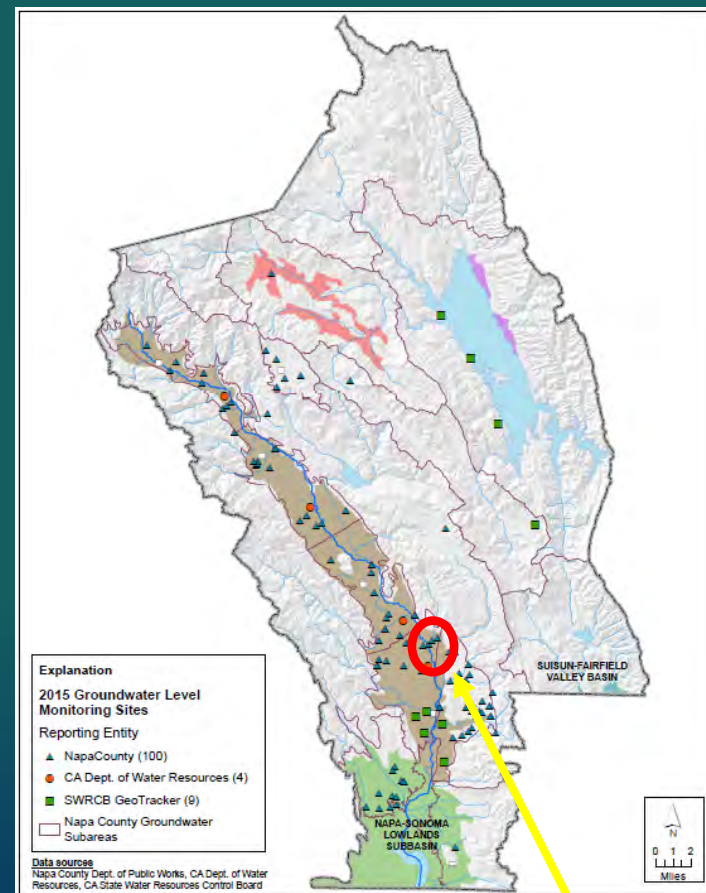 SUISUN-FAIRFIELD
VALLEY BASIN
NAPA-SONOMA
LOWLANDS
SUBBASIN
Explanation
2015 Groundwater Level
Monitoring Sites
Reporting Entity
NapaCounty (100)
CA Dept. of Water Resources (4)
SWRCB GeoTracker (9)
Napa County Groundwater
Subareas
Data sources
Napa County Dept. of Public Works, CA Dept. of Water
Resources, CA State Water Resources Control Board
N
0 1 2
Miles